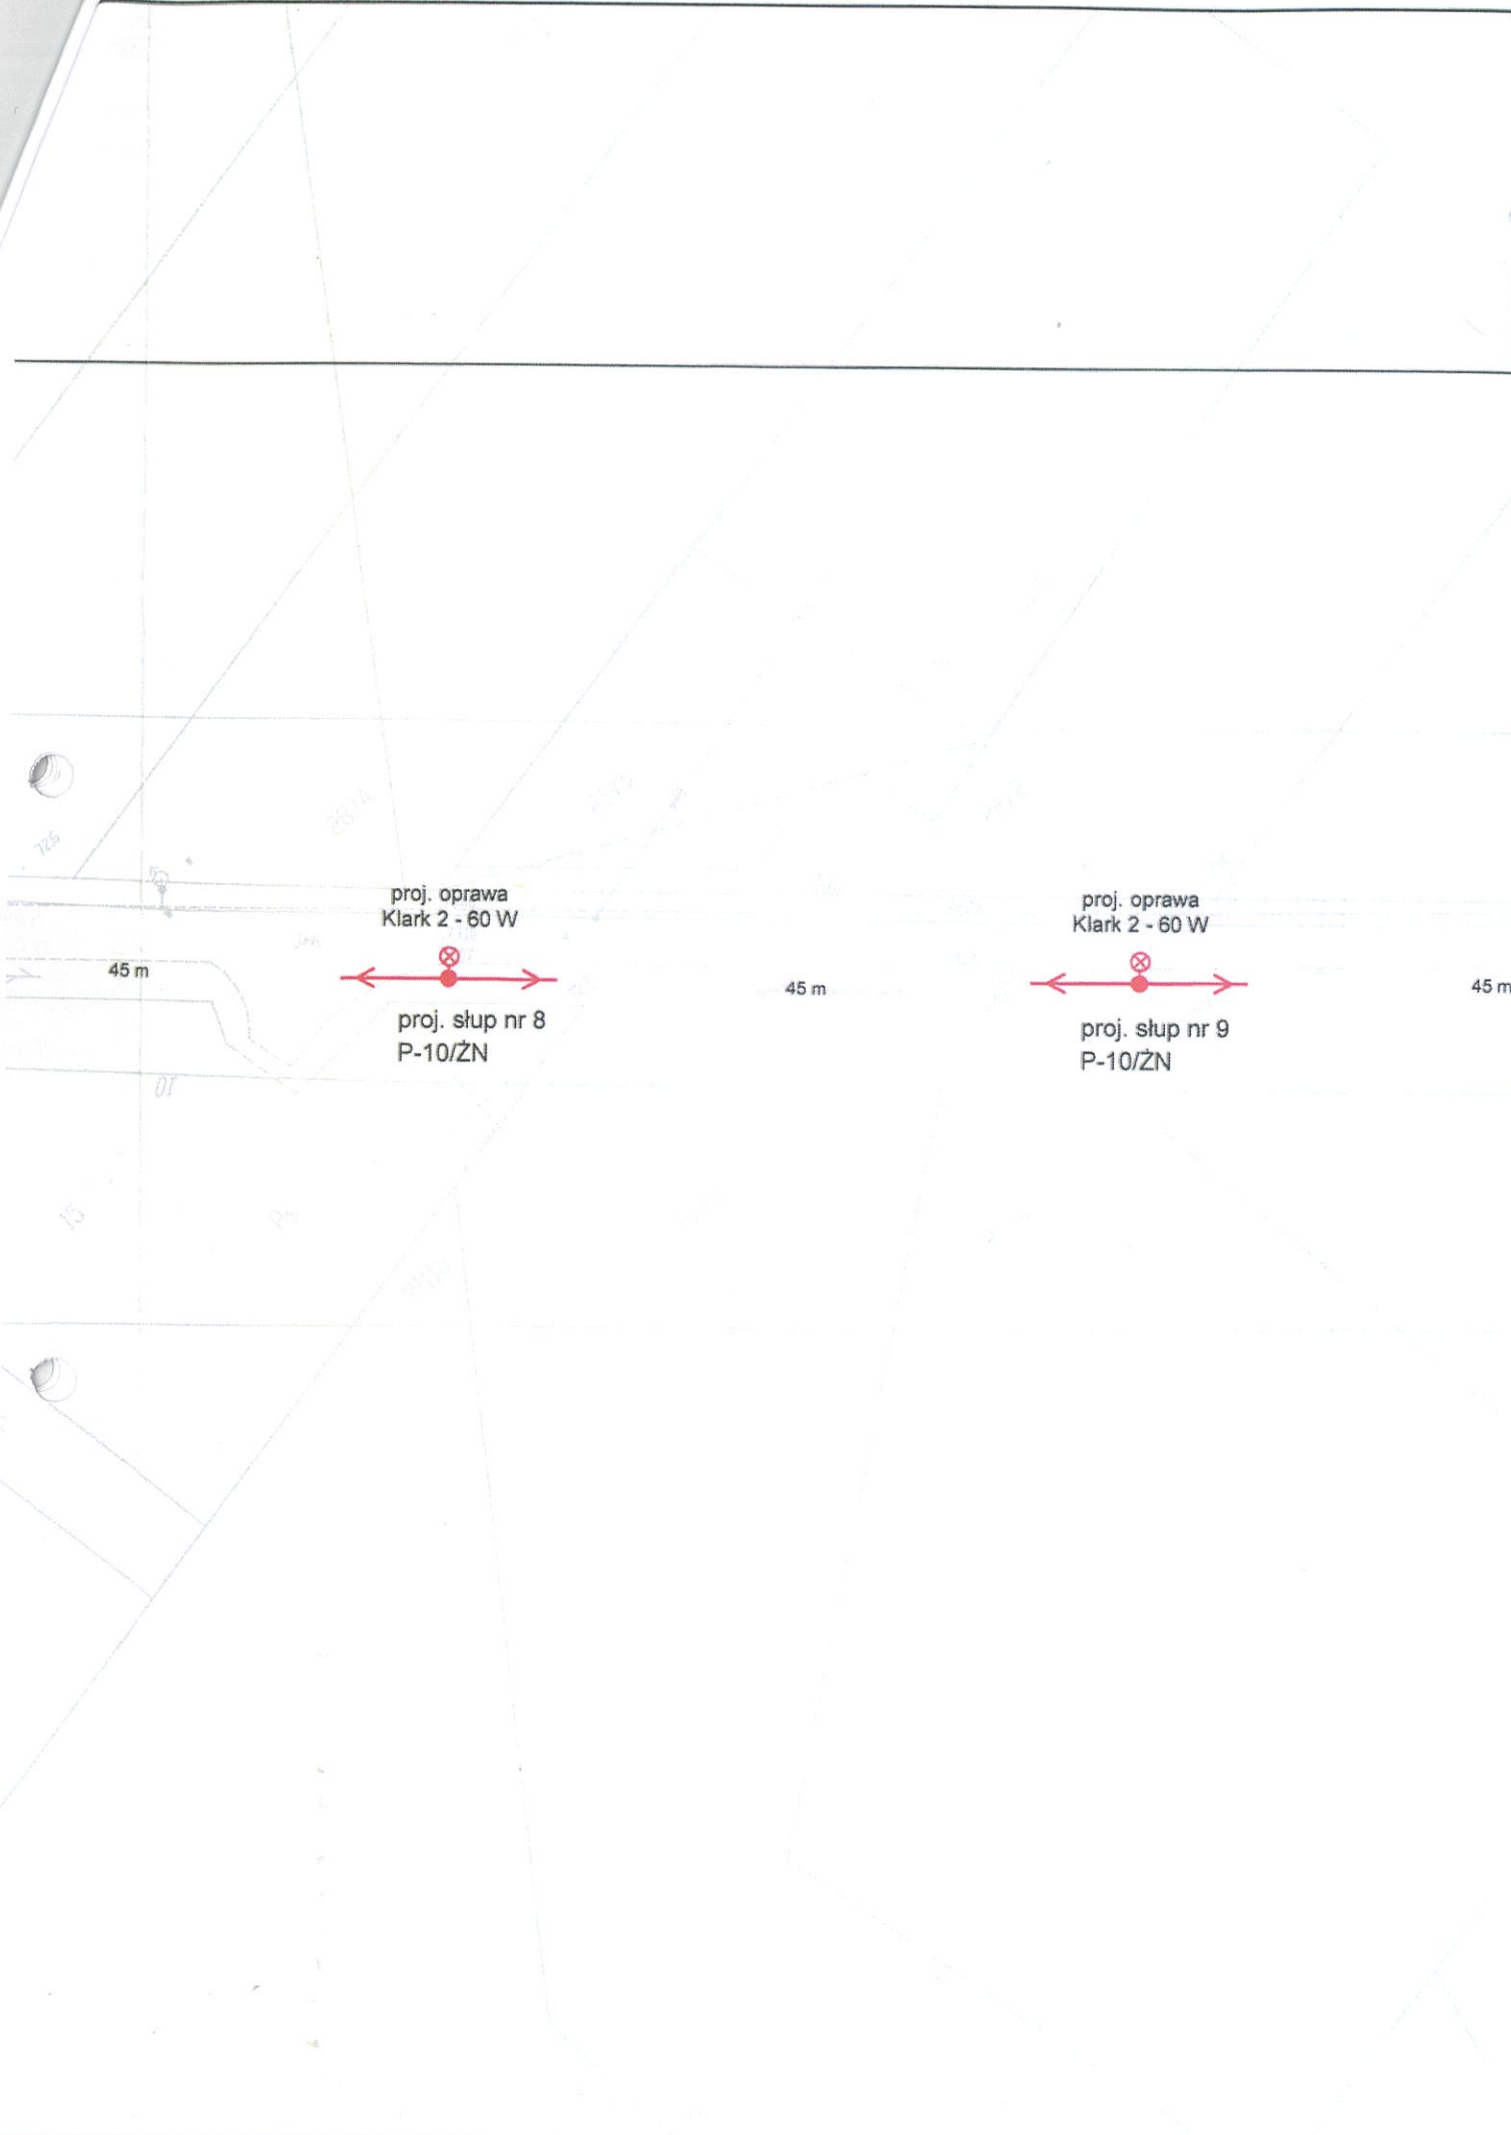 proj. oprawa
Klark 2 - 60 W
45 m
proj. słup nr 8
P-10/ŻN
45 m
proj. oprawa
Klark 2 - 60 W
proj. słup nr 9
P-10/ŻN
45 m